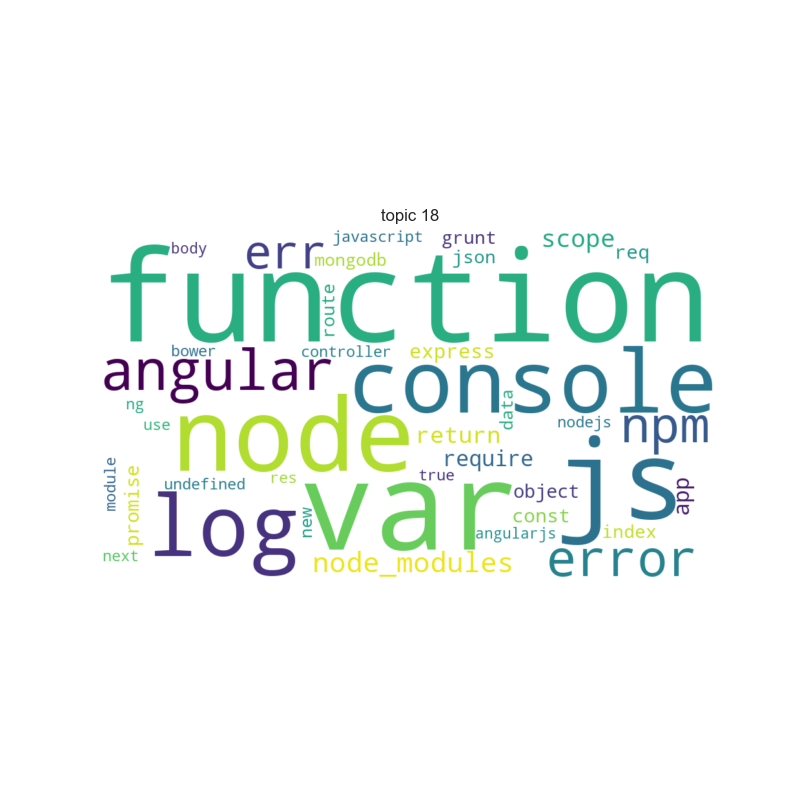 topic 18
body
err
javascript
grunt
scope
mongodb
json
req
function
route
bower
controller
express
angular
console
ng
use
node
data
nodejs
npm
return
require
js
module
promise
undefined
res
true
object
app
log
new
var
const
angularjs
index
next
node_modules
error